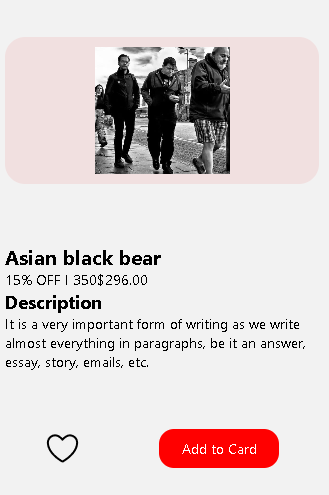 Asian black bear
15% OFF | 350$296.00
Description
It is a very important form of writing as we write
almost everything in paragraphs, be it an answer,
essay, story, emails, etc.
Add to Card